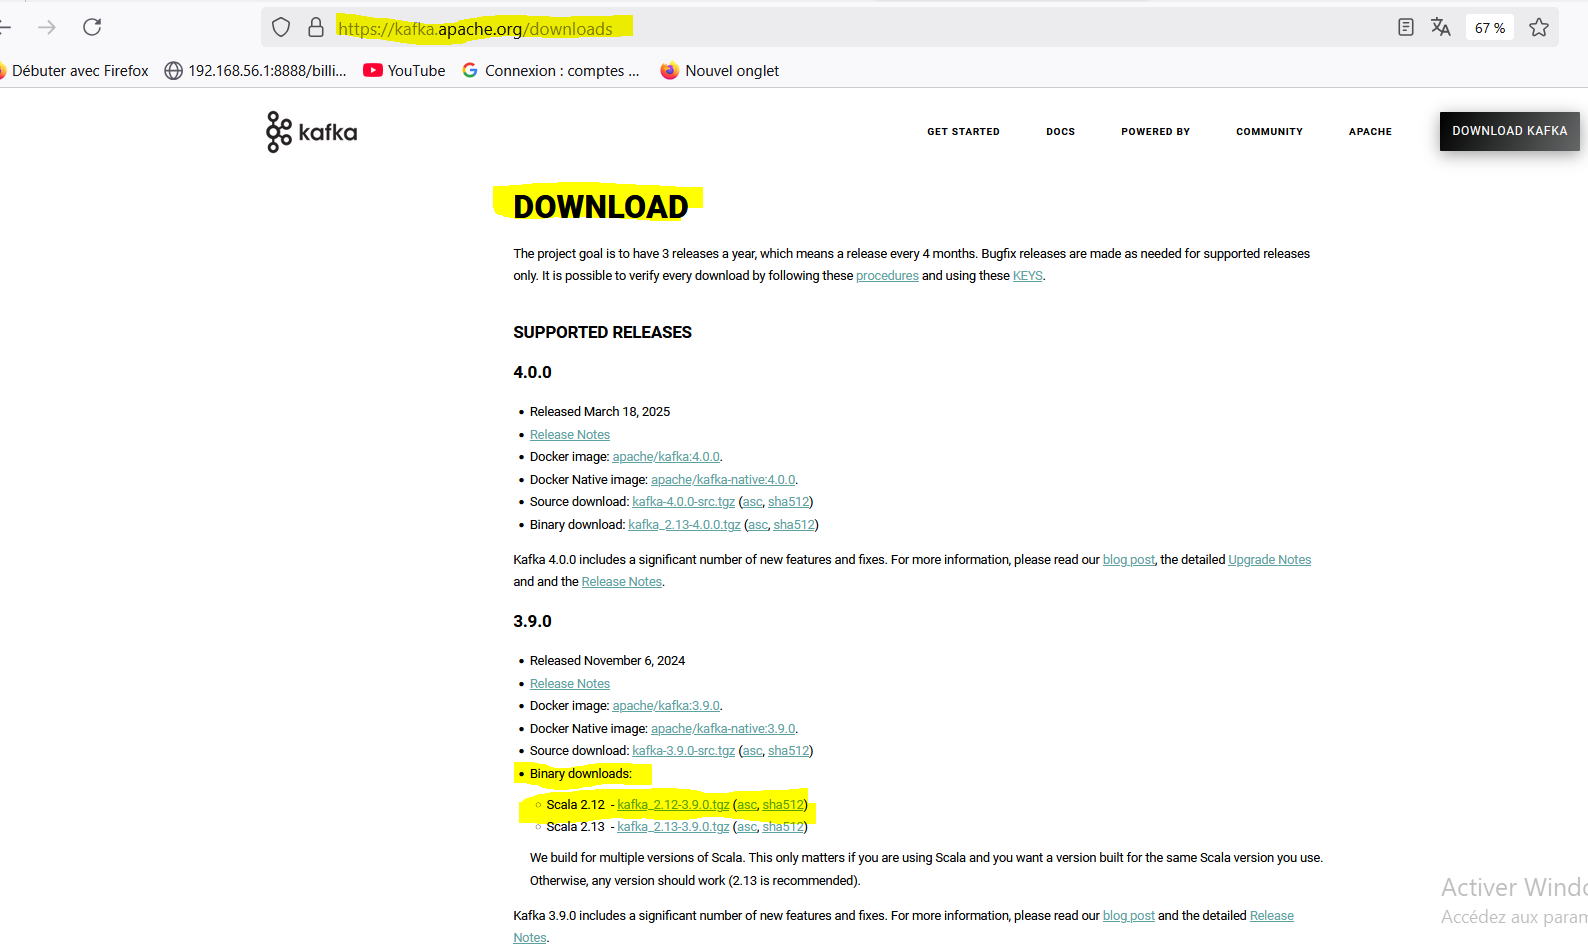 https://kafka.apache.org/downloads
67 %
Débuter avec Firefox
192.168.56.1:8888/billi...
YouTube
Connexion : comptes ...
Nouvel onglet
kafka
GET STARTED
DOCS
POWERED BY
COMMUNITY
APACHE
DOWNLOAD KAFKA
DOWNLOAD
The project goal is to have 3 releases a year, which means a release every 4 months. Bugfix releases are made as needed for supported releases
only. It is possible to verify every download by following these procedures and using these KEYS.
SUPPORTED RELEASES
4.0.0
• Released March 18, 2025
• Release Notes
• Docker image: apache/kafka:4.0.0.
• Docker Native image: apache/kafka-native:4.0.0.
• Source download: kafka-4.0.0-src.tgz (asc, sha512)
• Binary download: kafka_2.13-4.0.0.tgz (asc, sha512)
Kafka 4.0.0 includes a significant number of new features and fixes. For more information, please read our blog post, the detailed Upgrade Notes
and and the Release Notes.
3.9.0
• Released November 6, 2024
• Release Notes
• Docker image: apache/kafka:3.9.0.
• Docker Native image: apache/kafka-native:3.9.0.
• Source download: kafka-3.9.0-src.tgz (asc, sha512)
• Binary downloads:
◦ Scala 2.12 - kafka_2.12-3.9.0.tgz (asc, sha512)
◦ Scala 2.13 - kafka_2.13-3.9.0.tgz (asc, sha512)
We build for multiple versions of Scala. This only matters if you are using Scala and you want a version built for the same Scala version you use.
Otherwise, any version should work (2.13 is recommended).
Kafka 3.9.0 includes a significant number of new features and fixes. For more information, please read our blog post and the detailed Release
Notes.
Activer Windo
Accédez aux param